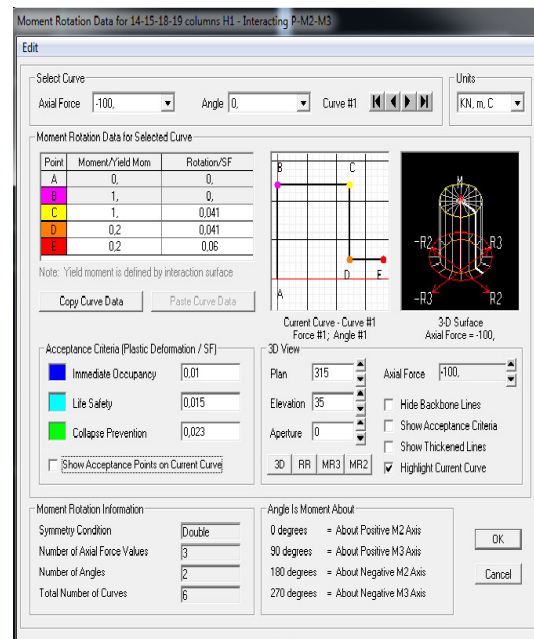 Moment Rotation Data for 14-15-18-19 columns H1 - Interacting P-M2-M3
Edit
Select Curve
Axial Force -100, Angle 0, Curve #1
Units
KN, m, C
Moment Rotation Data for Selected Curve
Point Moment/Yield Mom Rotation/SF
A 0, 0,
B 1, 0,
C 1, 0,041
D 0,2 0,041
E 0,2 0,06
Note: Yield moment is defined by interaction surface
Copy Curve Data Paste Curve Data
B C
D E
A
Current Curve - Curve #1
Force #1; Angle #1
M
-R2
-R3 R2
3-D Surface
Axial Force = -100,
Acceptance Criteria (Plastic Deformation / SF)
Immediate Occupancy 0,01
Life Safety 0,015
Collapse Prevention 0,023
Show Acceptance Points on Current Curve
3D View
Plan 315
Elevation 35
Aperture 0
3D RR MR3 MR2
Axial Force -100,
Hide Backbone Lines
Show Acceptance Criteria
Show Thickened Lines
Highlight Current Curve
Moment Rotation Information
Symmetry Condition Double
Number of Axial Force Values 3
Number of Angles 2
Total Number of Curves 6
Angle Is Moment About
0 degrees = About Positive M2 Axis
90 degrees = About Positive M3 Axis
180 degrees = About Negative M2 Axis
270 degrees = About Negative M3 Axis
OK
Cancel